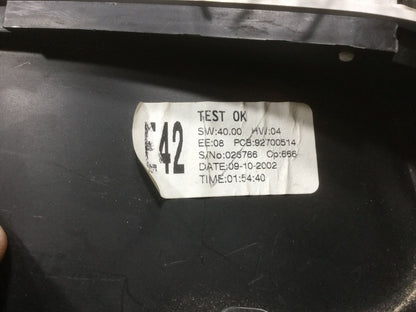 TEST OK
E42
SW:40.00 HW:04
EE:08 PCB:92700514
S/No:025766 Op:666
DATE:09-10-2002
TIME:01:54:40